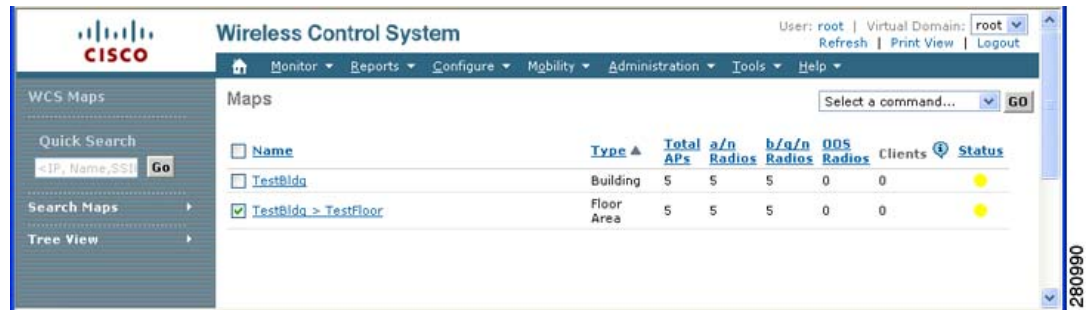 CISCO
Wireless Control System
User: root | Virtual Domain: root
Refresh | Print View | Logout
Monitor Reports Configure Mobility Administration Tools Help
WCS Maps
Quick Search
<IP, Name,SSI Go
Search Maps
Tree View
Maps
Select a command... GO
Name Type Total APs a/n Radios b/g/n Radios OOS Radios Clients Status
TestBldg Building 5 5 5 0 0
TestBldg > TestFloor Floor Area 5 5 5 0 0
280990